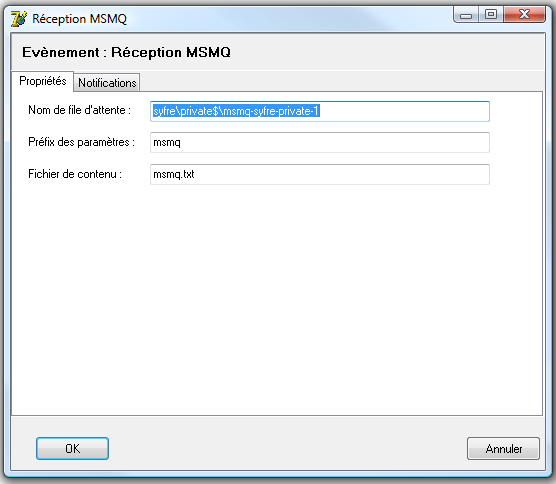 Réception MSMQ
Evènement : Réception MSMQ
Propriétés Notifications
Nom de file d'attente : syfre\private$\msmq-syfre-private-1
Préfix des paramètres : msmq
Fichier de contenu : msmq.txt
OK Annuler